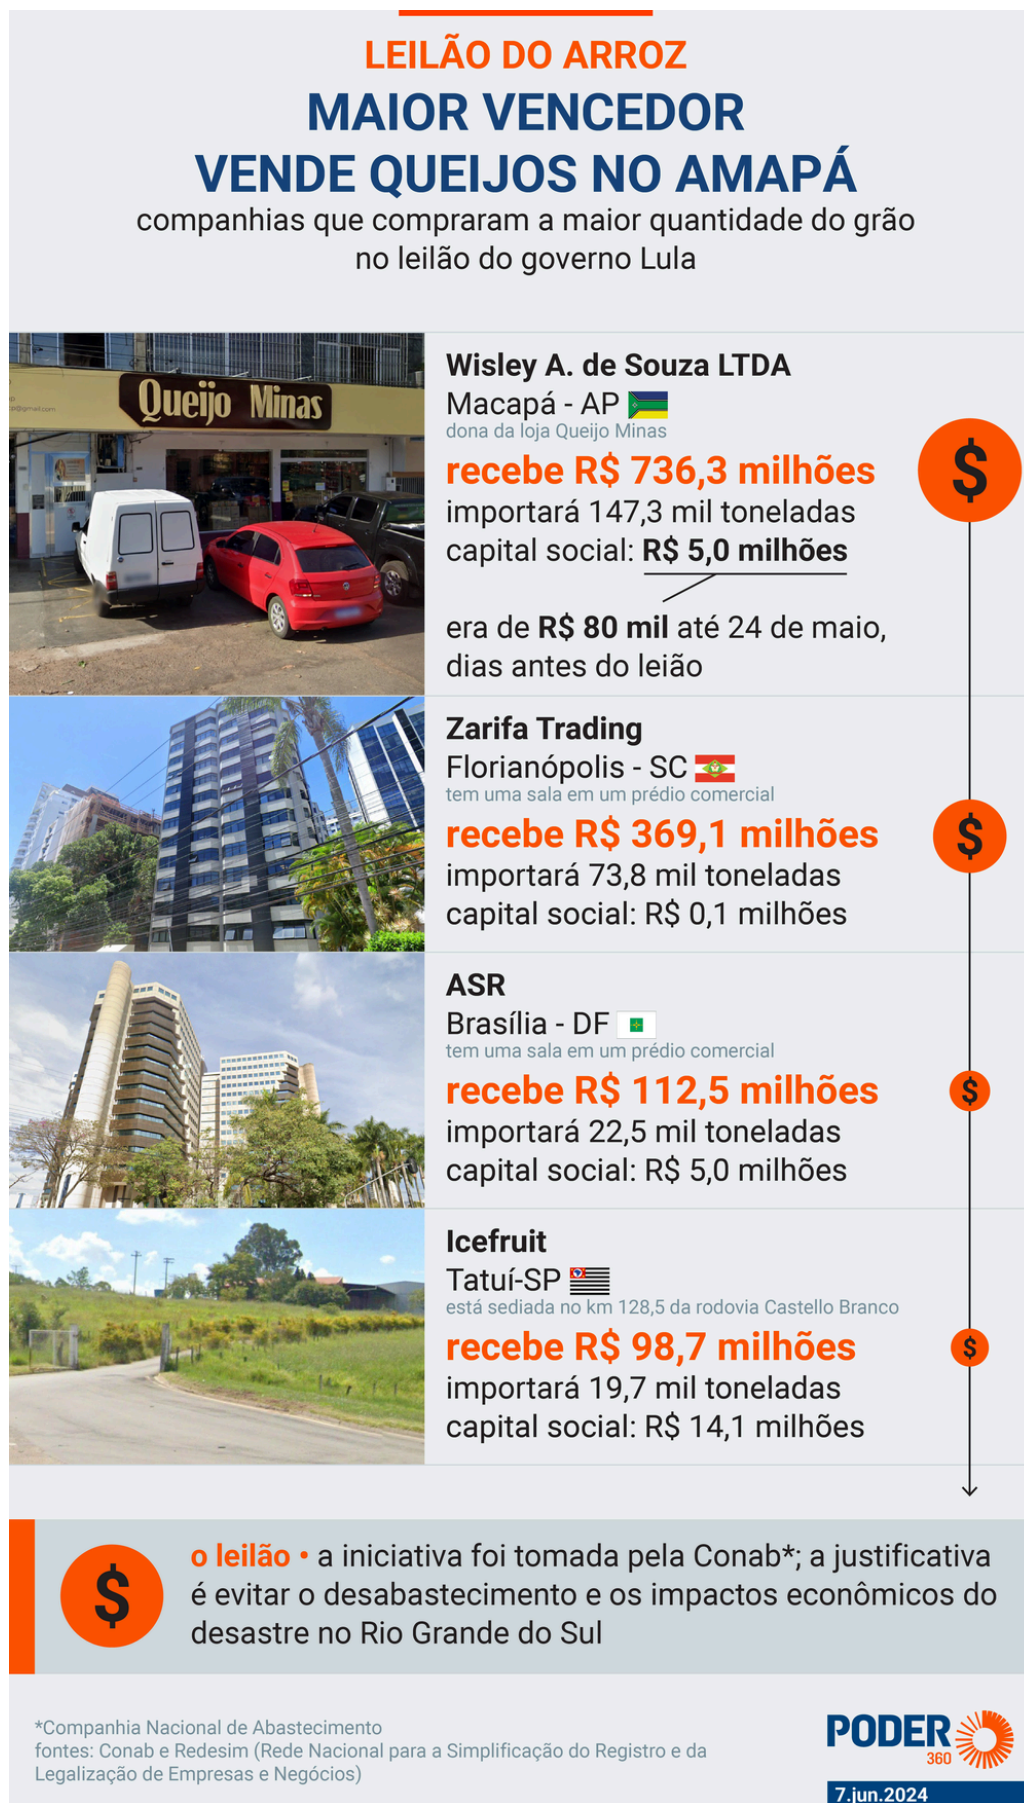 LEILÃO DO ARROZ
MAIOR VENCEDOR
VENDE QUEIJOS NO AMAPÁ
companhias que compraram a maior quantidade do grão
no leilão do governo Lula
Queijo Minas
Wisley A. de Souza LTDA
Macapá - AP
dona da loja Queijo Minas
recebe R$ 736,3 milhões
importará 147,3 mil toneladas
capital social: R$ 5,0 milhões
era de R$ 80 mil até 24 de maio,
dias antes do leião
$
Zarifa Trading
Florianópolis - SC
tem uma sala em um prédio comercial
recebe R$ 369,1 milhões
importará 73,8 mil toneladas
capital social: R$ 0,1 milhões
$
ASR
Brasília - DF
tem uma sala em um prédio comercial
recebe R$ 112,5 milhões
importará 22,5 mil toneladas
capital social: R$ 5,0 milhões
$
Icefruit
Tatuí-SP
está sediada no km 128,5 da rodovia Castello Branco
recebe R$ 98,7 milhões
importará 19,7 mil toneladas
capital social: R$ 14,1 milhões
$
$
o leilão • a iniciativa foi tomada pela Conab*; a justificativa
é evitar o desabastecimento e os impactos econômicos do
desastre no Rio Grande do Sul
*Companhia Nacional de Abastecimento
fontes: Conab e Redesim (Rede Nacional para a Simplificação do Registro e da
Legalização de Empresas e Negócios)
PODER
360
7.jun.2024